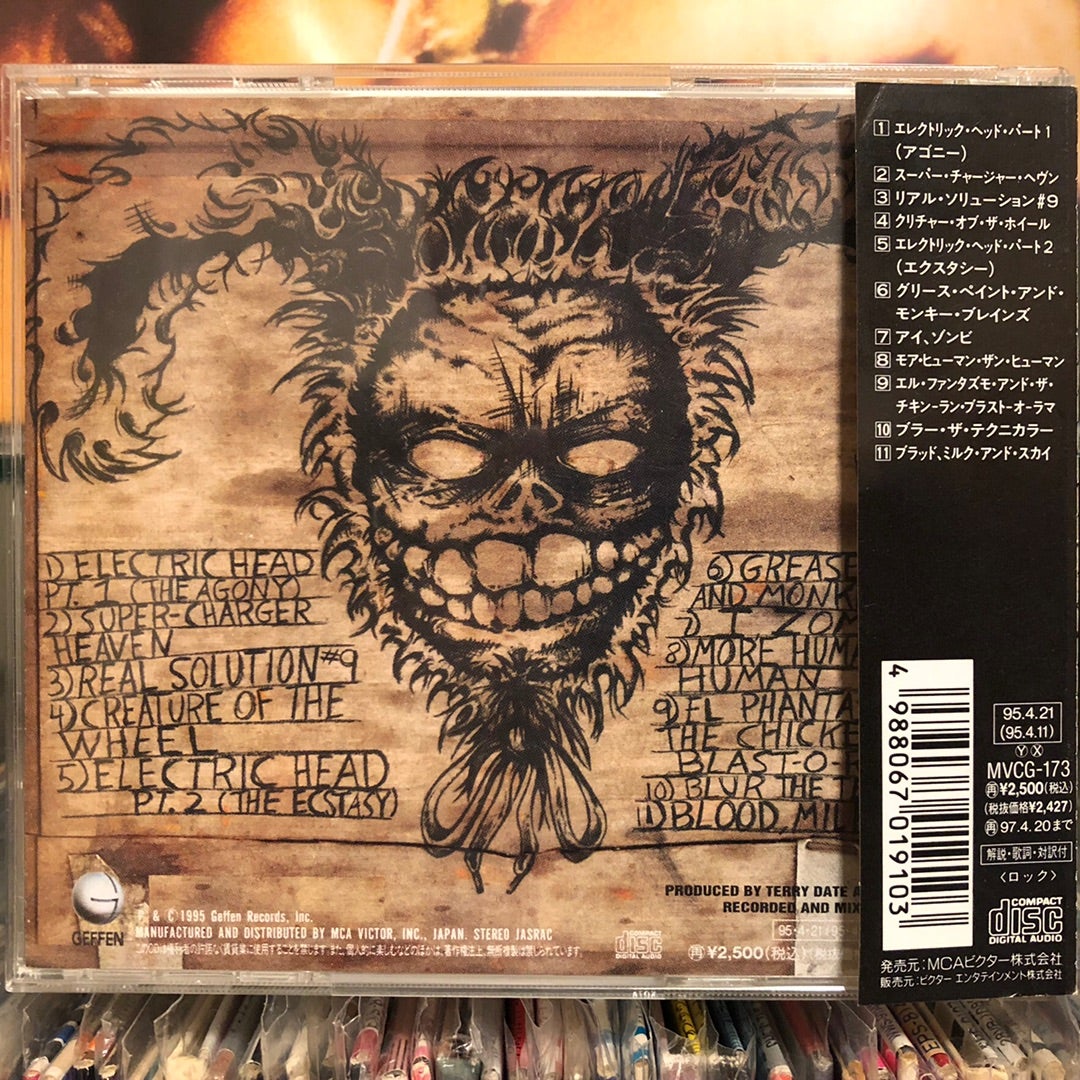 1) ELECTRIC HEAD
PT. 1 (THE AGONY)
2) SUPER-CHARGER
HEAVEN
3) REAL SOLUTION #9
4) CREATURE OF THE
WHEEL
5) ELECTRIC HEAD
PT. 2 (THE ECSTASY)
6) GREASE
AND MONK
7) I ZOM
8) MORE HUMA
HUMAN
9) EL PHANTA
THE CHICKE
BLAST-O-
10) BLUR THE T
11) BLOOD MIL
PRODUCED BY TERRY DATE A
RECORDED AND MIX
GEFFEN
℗ & © 1995 Geffen Records, Inc.
MANUFACTURED AND DISTRIBUTED BY MCA VICTOR, INC., JAPAN. STEREO JASRAC
COMPACT
disc
DIGITAL AUDIO
95·4·21
再¥2,500(税込)
1 エレクトリック・ヘッド・パート1
(アゴニー)
2 スーパー・チャージャー・ヘヴン
3 リアル・ソリューション#9
4 クリチャー・オブ・ザ・ホイール
5 エレクトリック・ヘッド・パート2
(エクスタシー)
6 グリース・ペイント・アンド・
モンキー・ブレインズ
7 アイ、ゾンビ
8 モア・ヒューマン・ザン・ヒューマン
9 エル・ファンタズモ・アンド・ザ・
チキン-ラン・ブラスト-オ-ラマ
10 ブラー・ザ・テクニカラー
11 ブラッド、ミルク・アンド・スカイ
4 988067 019103
95.4.21
(95.4.11)
Ⓨ Ⓧ
MVCG-173
再¥2,500(税込)
(税抜価格¥2,427)
再97.4.20まで
解説・歌詞・対訳付
〈ロック〉
COMPACT
disc
DIGITAL AUDIO
発売元:MCAビクター株式会社
販売元:ビクター エンタテインメント株式会社